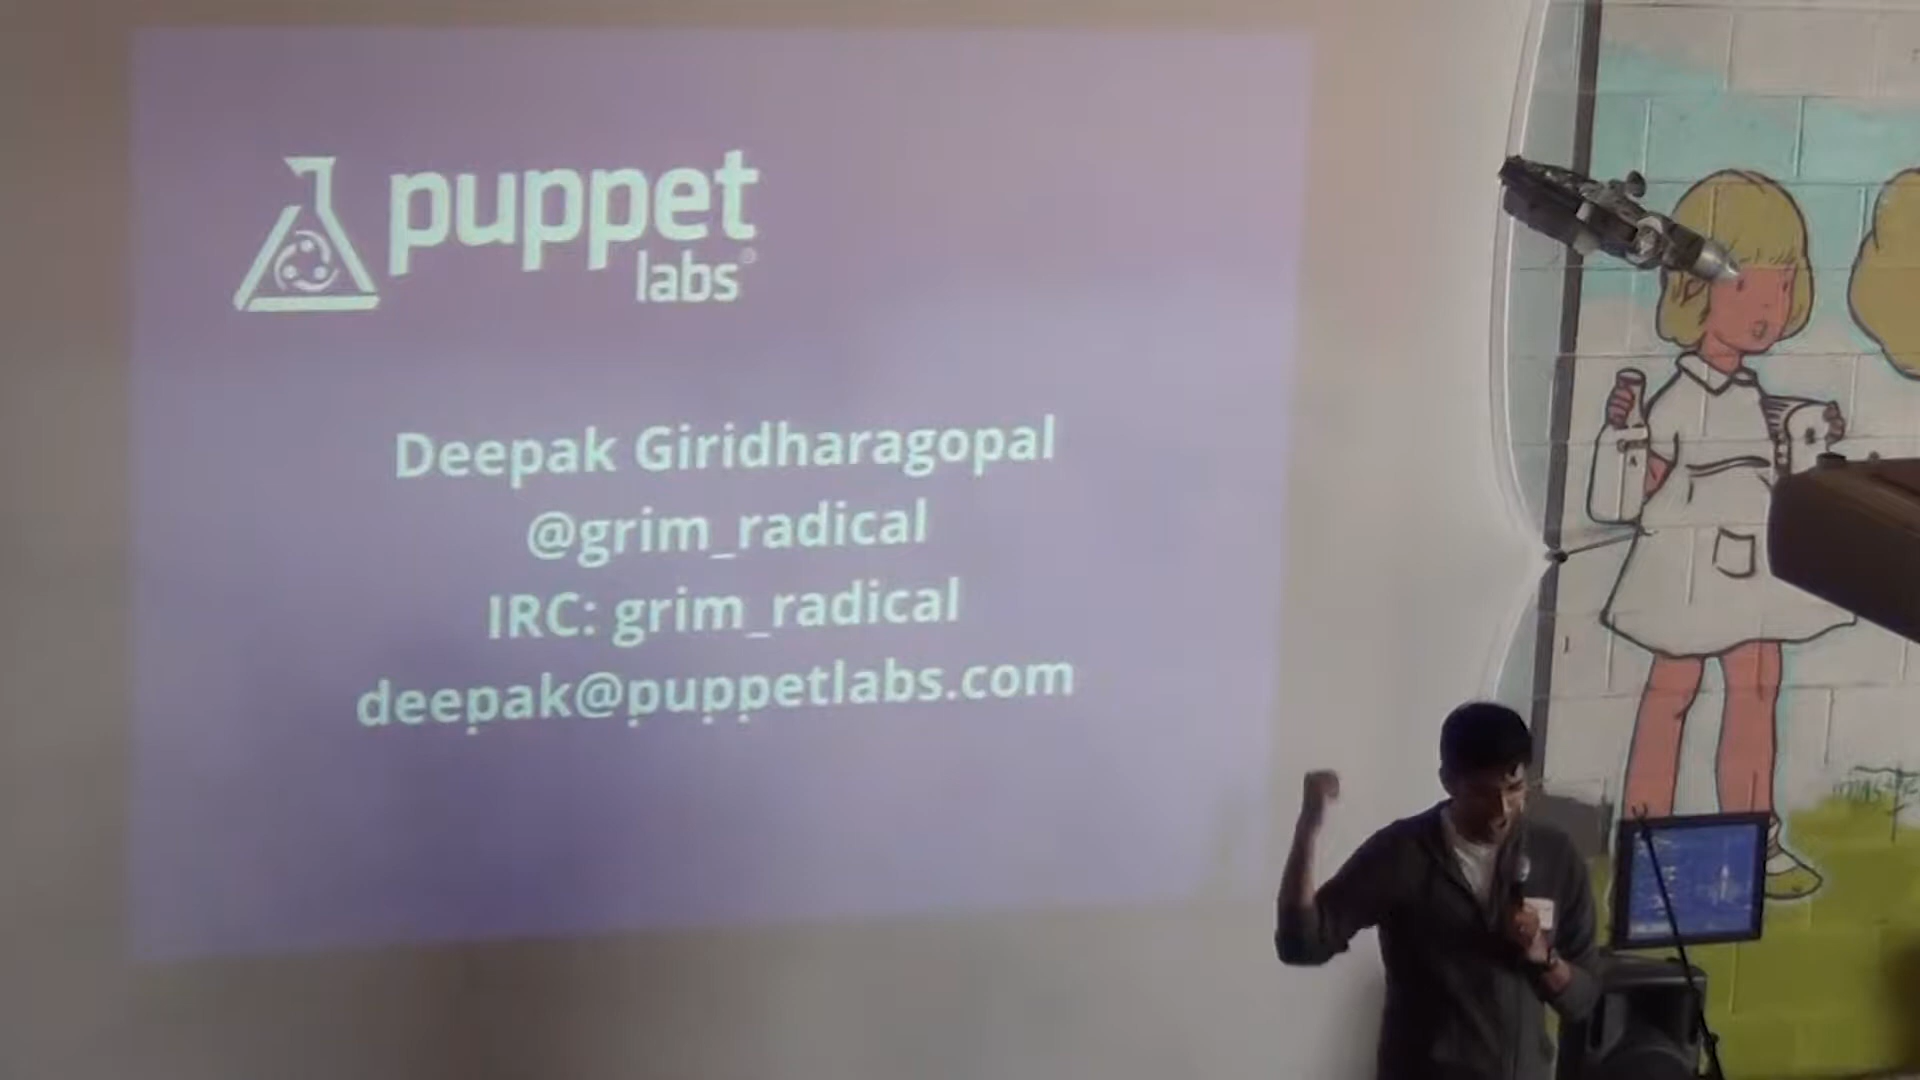 puppet
labs®
Deepak Giridharagopal
@grim_radical
IRC: grim_radical
deepak@puppetlabs.com